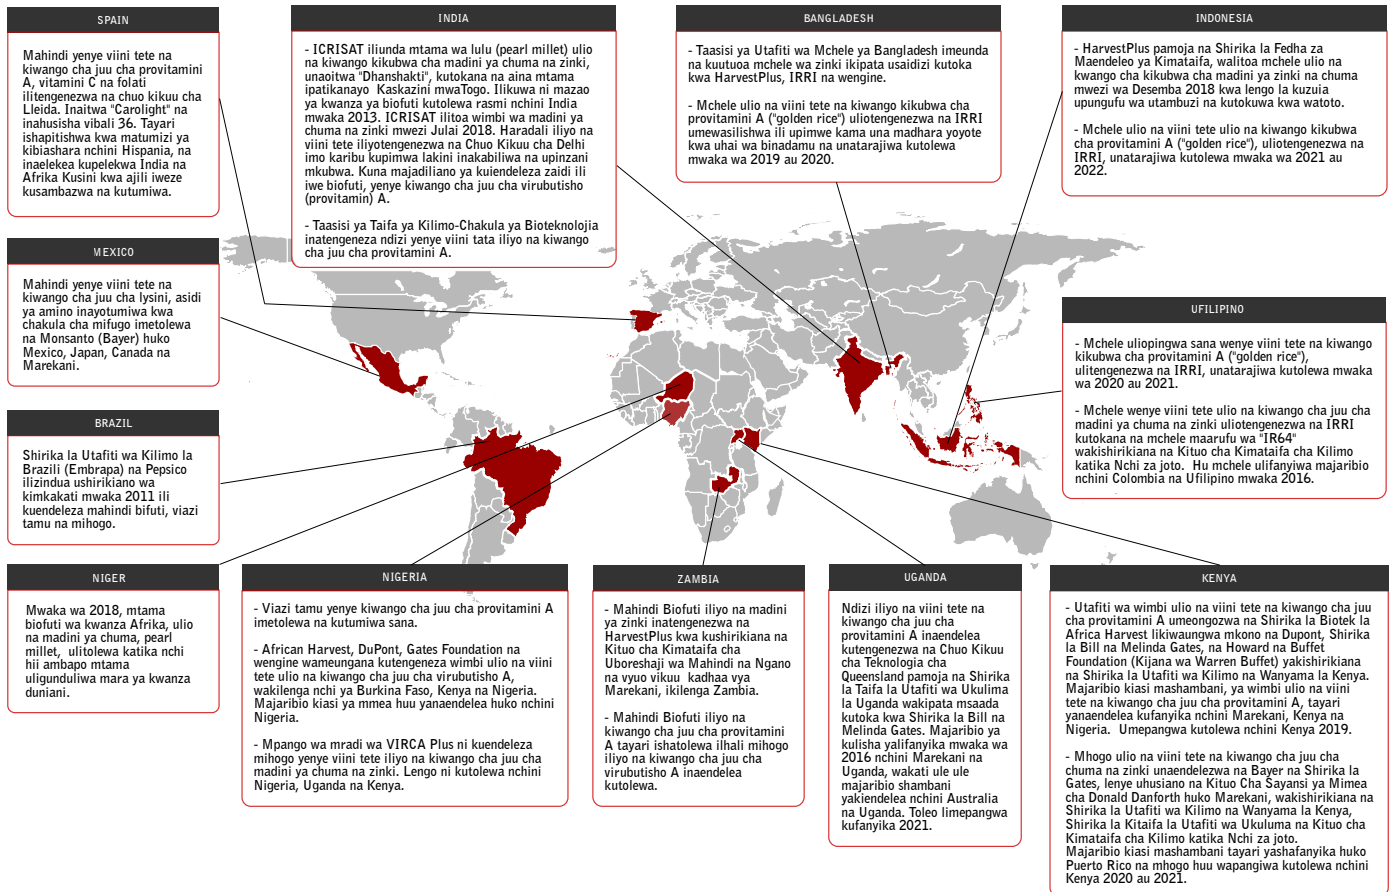 SPAIN
Mahindi yenye viini tete na
kiwango cha juu cha provitamini
A, vitamini C na folati
ilitengenezwa na chuo kikuu cha
Lleida. Inaitwa "Carolight" na
inahusisha vibali 36. Tayari
ishapitishwa kwa matumizi ya
kibiashara nchini Hispania, na
inaelekea kupelekwa India na
Afrika Kusini kwa ajili iweze
kusambazwa na kutumiwa.
INDIA
- ICRISAT iliunda mtama wa lulu (pearl millet) ulio
na kiwango kikubwa cha madini ya chuma na zinki,
unaoitwa "Dhanshakti", kutokana na aina mtama
ipatikanayo Kaskazini mwaTogo. Ilikuwa ni mazao
ya kwanza ya biofuti kutolewa rasmi nchini India
mwaka 2013. ICRISAT ilitoa wimbi wa madini ya
chuma na zinki mwezi Julai 2018. Haradali iliyo na
viini tete iliyotengenezwa na Chuo Kikuu cha Delhi
imo karibu kupimwa lakini inakabiliwa na upinzani
mkubwa. Kuna majadiliano ya kuiendeleza zaidi ili
iwe biofuti, yenye kiwango cha juu cha virubutisho
(provitamin) A.
- Taasisi ya Taifa ya Kilimo-Chakula ya Bioteknolojia
inatengeneza ndizi yenye viini tata iliyo na kiwango
cha juu cha provitamini A.
BANGLADESH
- Taasisi ya Utafiti wa Mchele ya Bangladesh imeunda
na kuutuoa mchele wa zinki ikipata usaidizi kutoka
kwa HarvestPlus, IRRI na wengine.
- Mchele ulio na viini tete na kiwango kikubwa cha
provitamini A ("golden rice") uliotengenezwa na IRRI
umewasilishwa ili upimwe kama una madhara yoyote
kwa uhai wa binadamu na unatarajiwa kutolewa
mwaka wa 2019 au 2020.
INDONESIA
- HarvestPlus pamoja na Shirika la Fedha za
Maendeleo ya Kimataifa, walitoa mchele ulio na
kwango cha kikubwa cha madini ya zinki na chuma
mwezi wa Desemba 2018 kwa lengo la kuzuia
upungufu wa utambuzi na kutokuwa kwa watoto.
- Mchele ulio na viini tete ulio na kiwango kikubwa
cha provitamini A ("golden rice"), uliotengenezwa na
IRRI, unatarajiwa kutolewa mwaka wa 2021 au
2022.
MEXICO
Mahindi yenye viini tete na
kiwango cha juu cha lysini, asidi
ya amino inayotumiwa kwa
chakula cha mifugo imetolewa
na Monsanto (Bayer) huko
Mexico, Japan, Canada na
Marekani.
UFILIPINO
- Mchele uliopingwa sana wenye viini tete na kiwango
kikubwa cha provitamini A ("golden rice"),
ulitengenezwa na IRRI, unatarajiwa kutolewa mwaka
wa 2020 au 2021.
- Mchele wenye viini tete ulio na kiwango cha juu cha
madini ya chuma na zinki uliotengenezwa na IRRI
kutokana na mchele maarufu wa "IR64"
wakishirikiana na Kituo cha Kimataifa cha Kilimo
katika Nchi za joto. Hu mchele ulifanyiwa majaribio
nchini Colombia na Ufilipino mwaka 2016.
BRAZIL
Shirika la Utafiti wa Kilimo la
Brazili (Embrapa) na Pepsico
ilizindua ushirikiano wa
kimkakati mwaka 2011 ili
kuendeleza mahindi bifuti, viazi
tamu na mihogo.
NIGER
Mwaka wa 2018, mtama
biofuti wa kwanza Afrika, ulio
na madini ya chuma, pearl
millet, ulitolewa katika nchi
hii ambapo mtama
uligunduliwa mara ya kwanza
duniani.
NIGERIA
- Viazi tamu yenye kiwango cha juu cha provitamini A
imetolewa na kutumiwa sana.
- African Harvest, DuPont, Gates Foundation na
wengine wameungana kutengeneza wimbi ulio na viini
tete ulio na kiwango cha juu cha virubutisho A,
wakilenga nchi ya Burkina Faso, Kenya na Nigeria.
Majaribio kiasi ya mmea huu yanaendelea huko nchini
Nigeria.
- Mpango wa mradi wa VIRCA Plus ni kuendeleza
mihogo yenye viini tete iliyo na kiwango cha juu cha
madini ya chuma na zinki. Lengo ni kutolewa nchini
Nigeria, Uganda na Kenya.
ZAMBIA
- Mahindi Biofuti iliyo na madini
ya zinki inatengenezwa na
HarvestPlus kwa kushirikiana na
Kituo cha Kimataifa cha
Uboreshaji wa Mahindi na Ngano
na vyuo vikuu kadhaa vya
Marekani, ikilenga Zambia.
- Mahindi Biofuti iliyo na
kiwango cha juu cha provitamini
A tayari ishatolewa ilhali mihogo
iliyo na kiwango cha juu cha
virubutisho A inaendelea
kutolewa.
UGANDA
Ndizi iliyo na viini tete na
kiwango cha juu cha
provitamini A inaendelea
kutengenezwa na Chuo Kikuu
cha Teknologia cha
Queensland pamoja na Shirika
la Taifa la Utafiti wa Ukulima
la Uganda wakipata msaada
kutoka kwa Shirika la Bill na
Melinda Gates. Majaribio ya
kulisha yalifanyika mwaka wa
2016 nchini Marekani na
Uganda, wakati ule ule
majaribio shambani
yakiendelea nchini Australia
na Uganda. Toleo limepangwa
kufanyika 2021.
KENYA
- Utafiti wa wimbi ulio na viini tete na kiwango cha juu
cha provitamini A umeongozwa na Shirika la Biotek la
Africa Harvest likiwaungwa mkono na Dupont, Shirika
la Bill na Melinda Gates, na Howard na Buffet
Foundation (Kijana wa Warren Buffet) yakishirikiana
na Shirika la Utafiti wa Kilimo na Wanyama la Kenya.
Majaribio kiasi mashambani, ya wimbi ulio na viini
tete na kiwango cha juu cha provitamini A, tayari
yanaendelea kufanyika nchini Marekani, Kenya na
Nigeria. Umepangwa kutolewa nchini Kenya 2019.
- Mhogo ulio na viini tete na kiwango cha juu cha
chuma na zinki unaendelezwa na Bayer na Shirika la
Gates, lenye uhusiano na Kituo Cha Sayansi ya Mimea
cha Donald Danforth huko Marekani, wakishirikiana na
Shirika la Utafiti wa Kilimo na Wanyama la Kenya,
Shirika la Kitaifa la Utafiti wa Ukuluma na Kituo cha
Kimataifa cha Kilimo katika Nchi za joto.
Majaribio kiasi mashambani tayari yashafanyika huko
Puerto Rico na mhogo huu wapangiwa kutolewa nchini
Kenya 2020 au 2021.